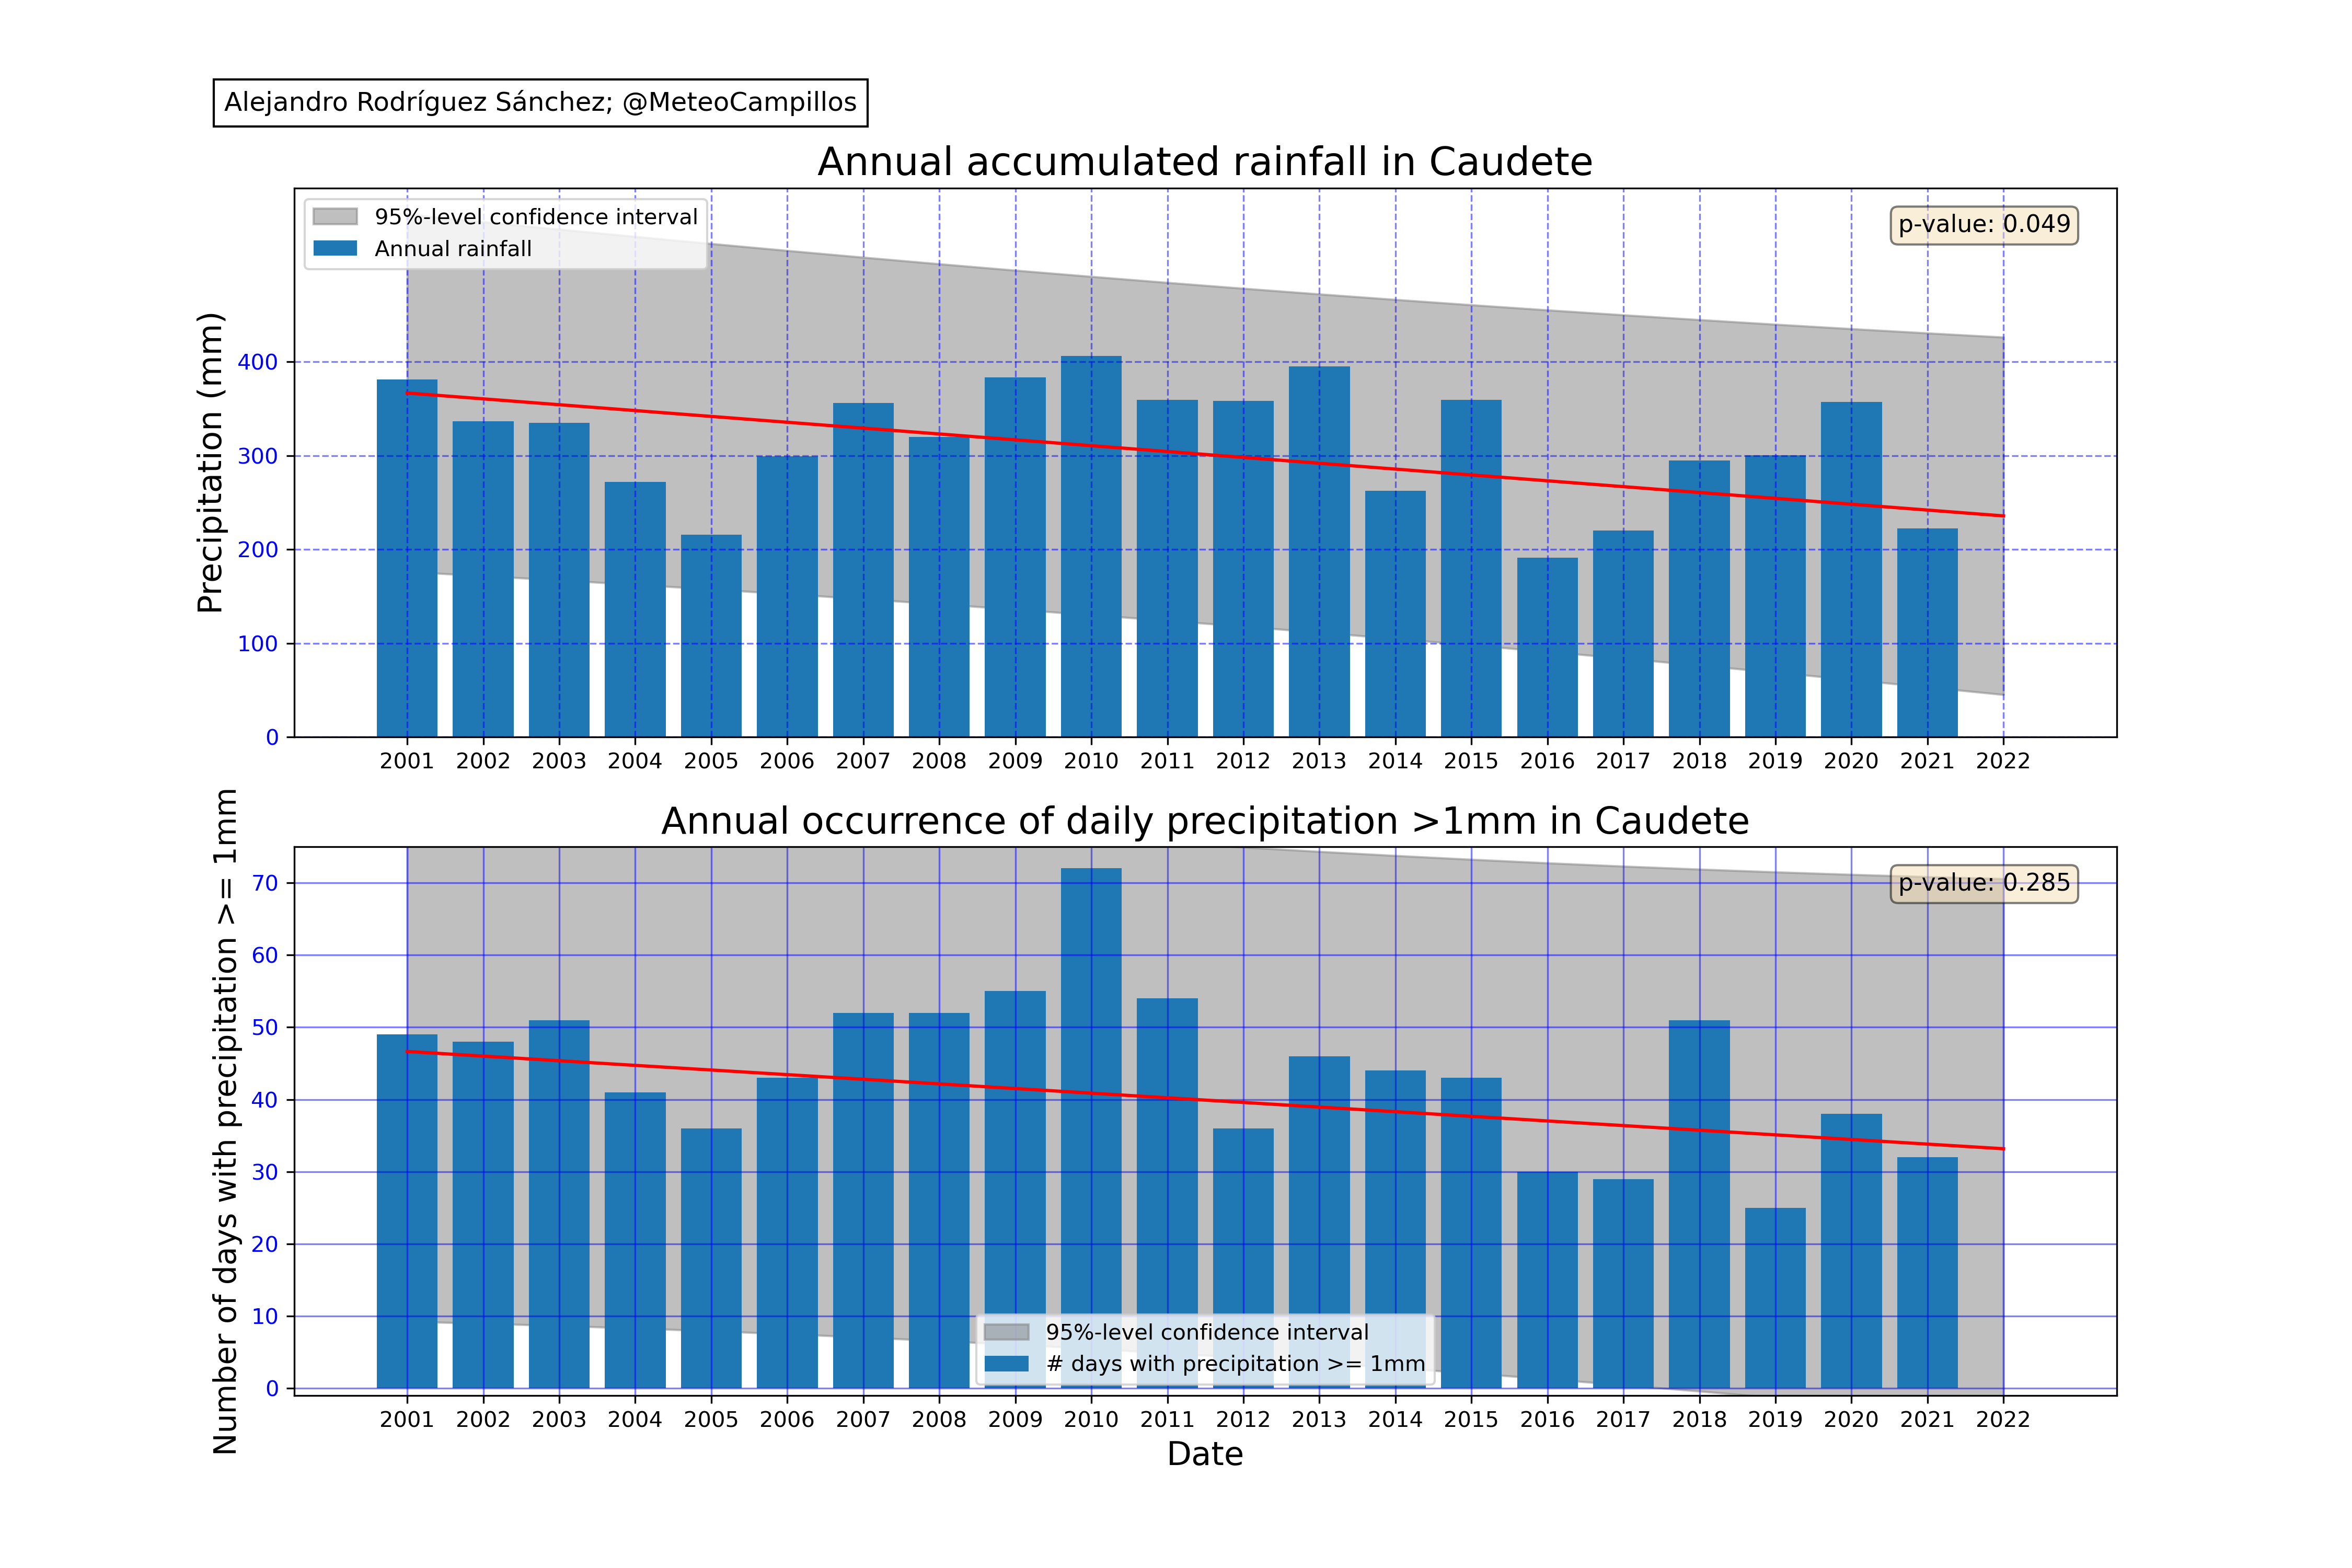 Alejandro Rodríguez Sánchez; @MeteoCampillos
Annual accumulated rainfall in Caudete
95%-level confidence interval
Annual rainfall
p-value: 0.049
Precipitation (mm)
400
300
200
100
0
2001 2002 2003 2004 2005 2006 2007 2008 2009 2010 2011 2012 2013 2014 2015 2016 2017 2018 2019 2020 2021 2022
Annual occurrence of daily precipitation >1mm in Caudete
p-value: 0.285
Number of days with precipitation >= 1mm
70
60
50
40
30
20
10
0
95%-level confidence interval
# days with precipitation >= 1mm
2001 2002 2003 2004 2005 2006 2007 2008 2009 2010 2011 2012 2013 2014 2015 2016 2017 2018 2019 2020 2021 2022
Date